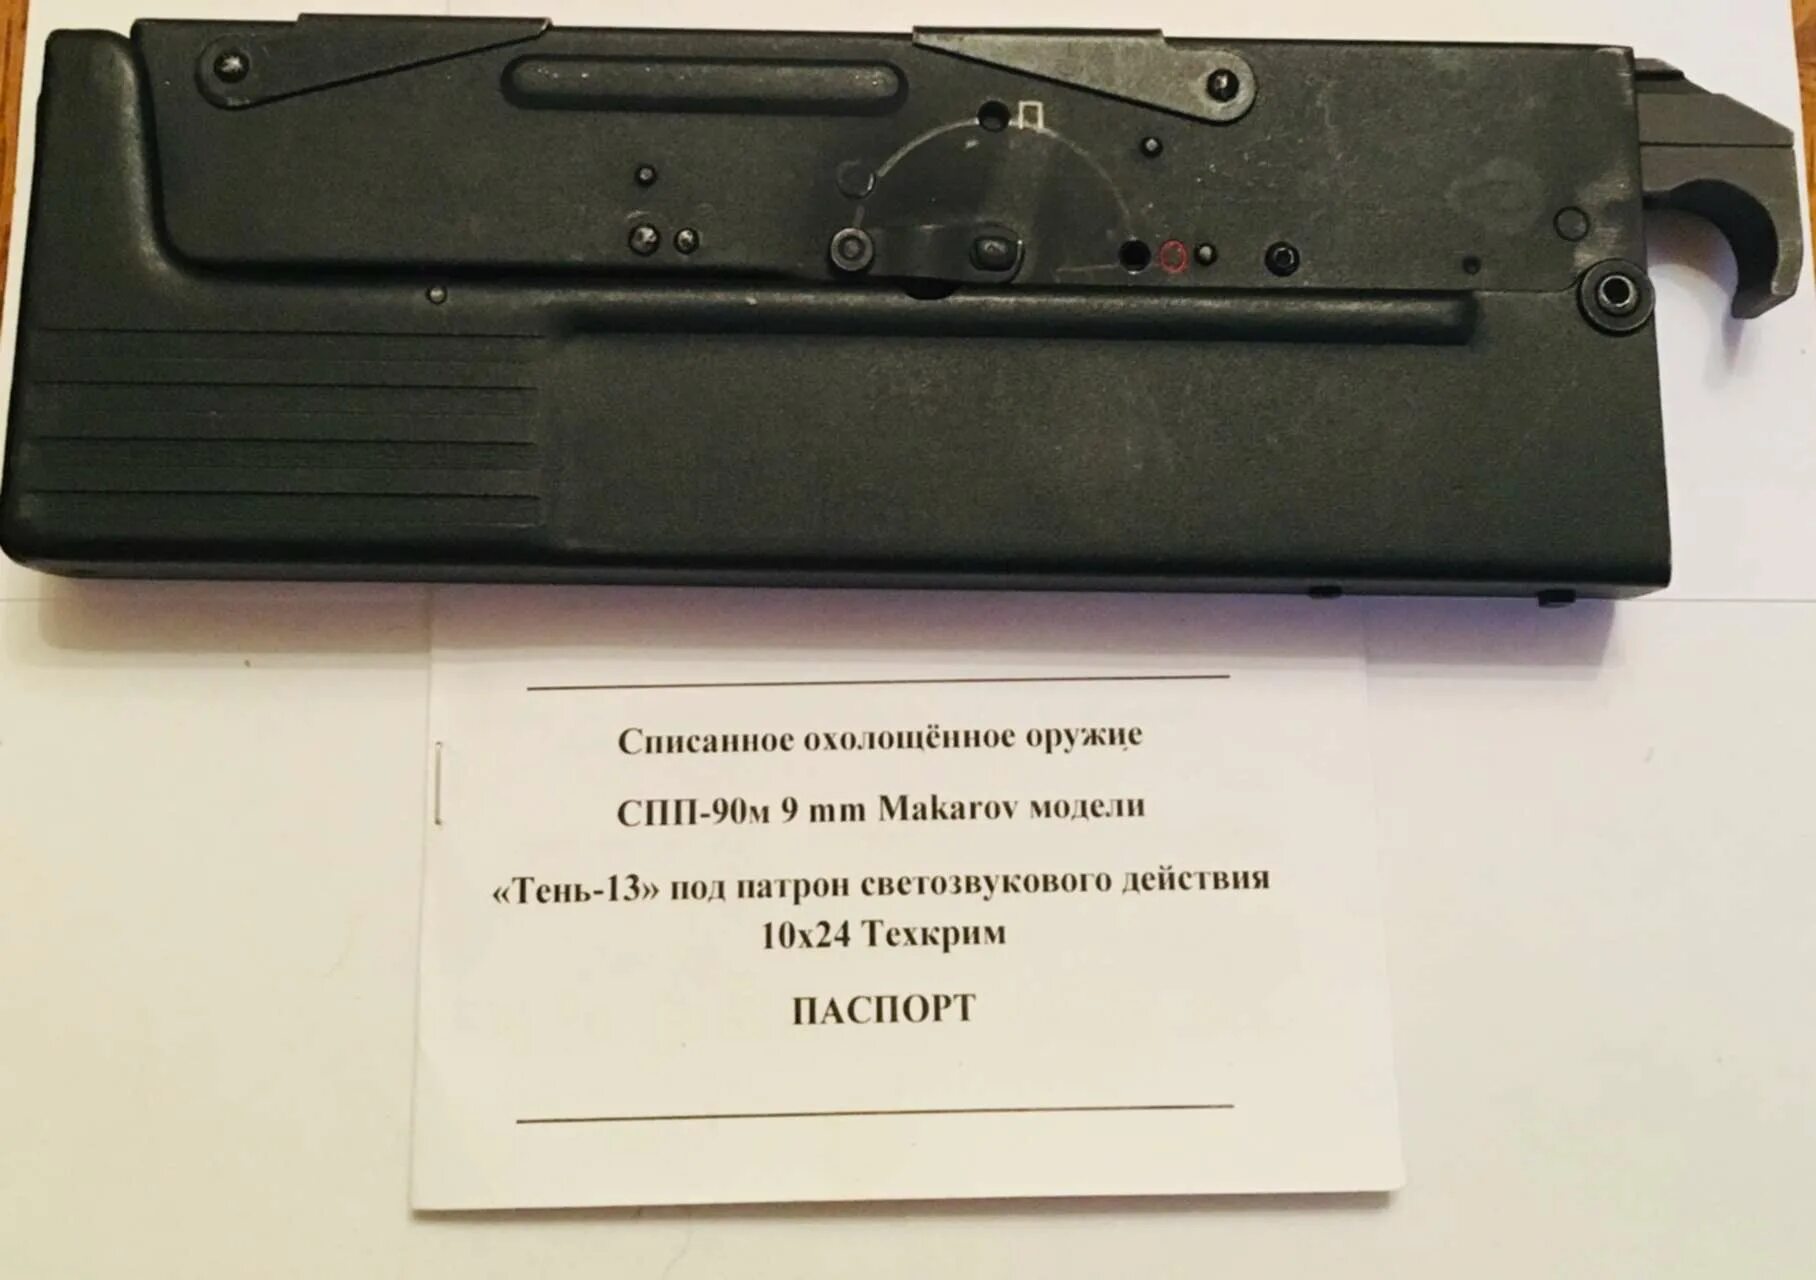 П
Списанное охолощённое оружие
СПП-90м 9 mm Makarov модели
«Тень-13» под патрон светозвукового действия
10х24 Техкрим
ПАСПОРТ